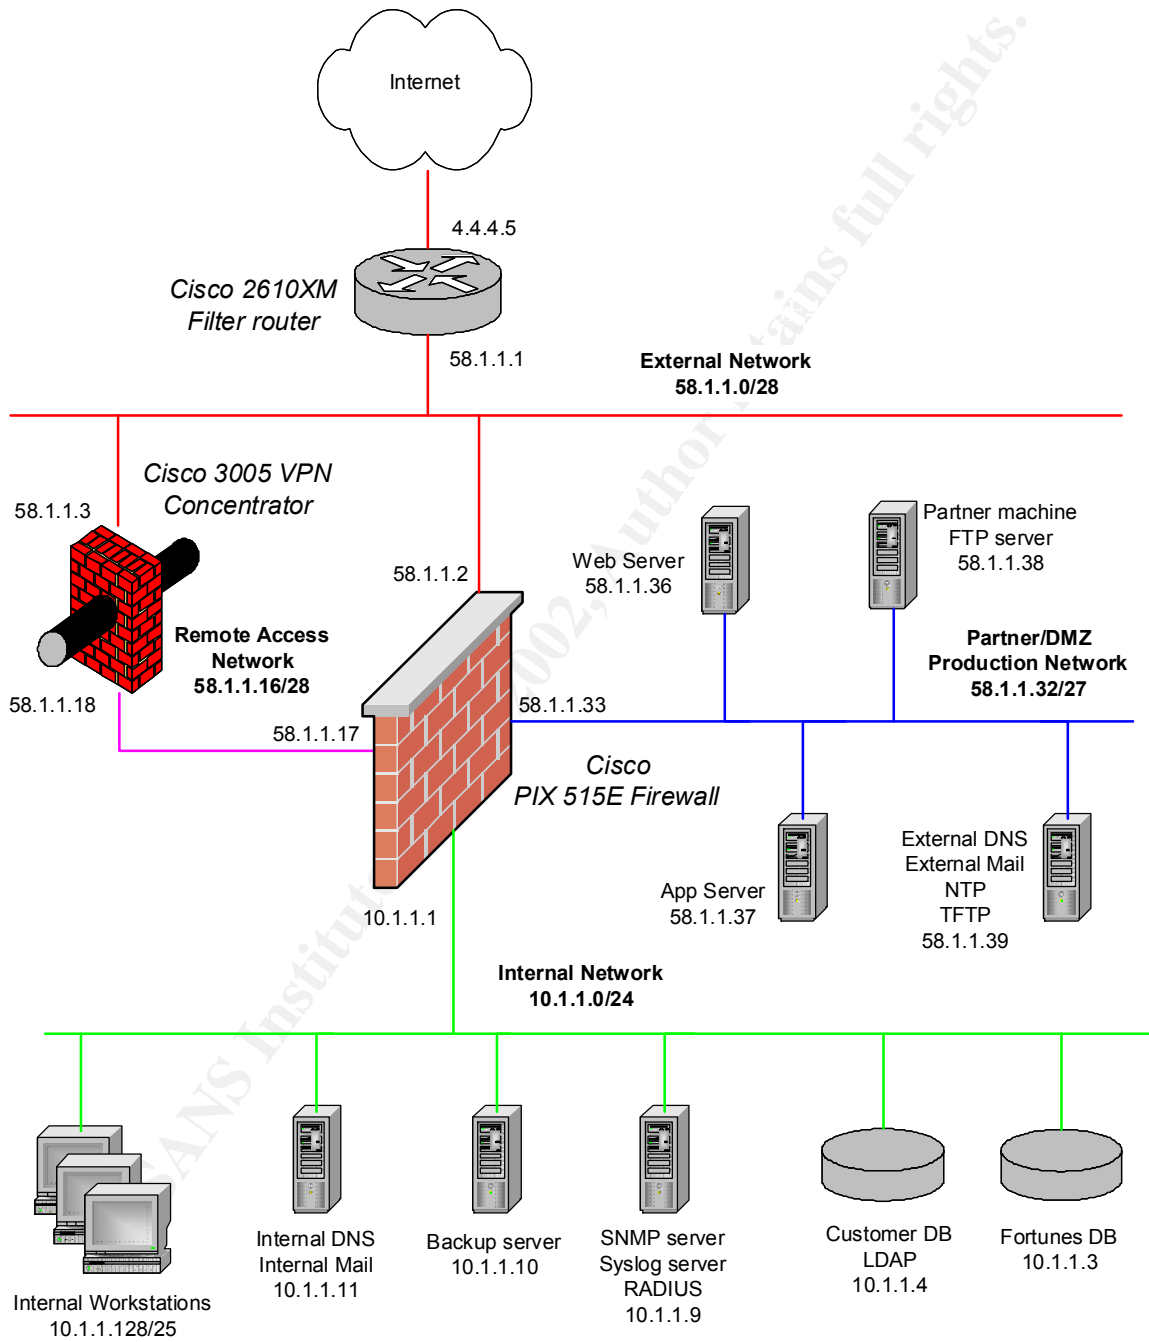 Internet
4.4.4.5
Cisco 2610XM
Filter router
58.1.1.1
External Network
58.1.1.0/28
Cisco 3005 VPN
Concentrator
58.1.1.3
58.1.1.2
Web Server
58.1.1.36
Partner machine
FTP server
58.1.1.38
Remote Access
Network
58.1.1.16/28
Partner/DMZ
Production Network
58.1.1.32/27
58.1.1.18
58.1.1.17
58.1.1.33
Cisco
PIX 515E Firewall
App Server
58.1.1.37
External DNS
External Mail
NTP
TFTP
58.1.1.39
10.1.1.1
Internal Network
10.1.1.0/24
Internal Workstations
10.1.1.128/25
Internal DNS
Internal Mail
10.1.1.11
Backup server
10.1.1.10
SNMP server
Syslog server
RADIUS
10.1.1.9
Customer DB
LDAP
10.1.1.4
Fortunes DB
10.1.1.3
SANS Institute 2002, Author retains full rights.